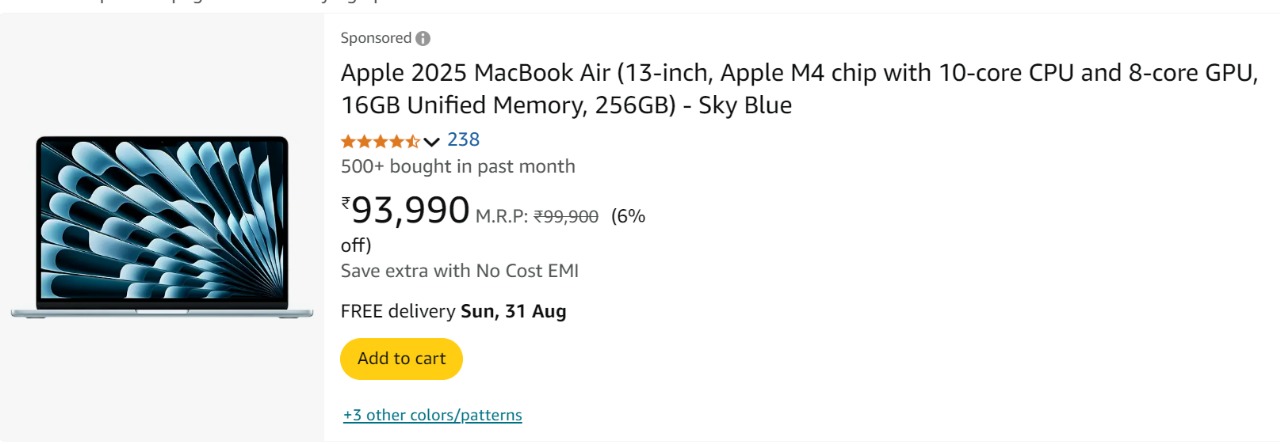 Sponsored
Apple 2025 MacBook Air (13-inch, Apple M4 chip with 10-core CPU and 8-core GPU,
16GB Unified Memory, 256GB) - Sky Blue
238
500+ bought in past month
₹93,990 M.R.P: ₹99,900 (6%
off)
Save extra with No Cost EMI
FREE delivery Sun, 31 Aug
Add to cart
+3 other colors/patterns